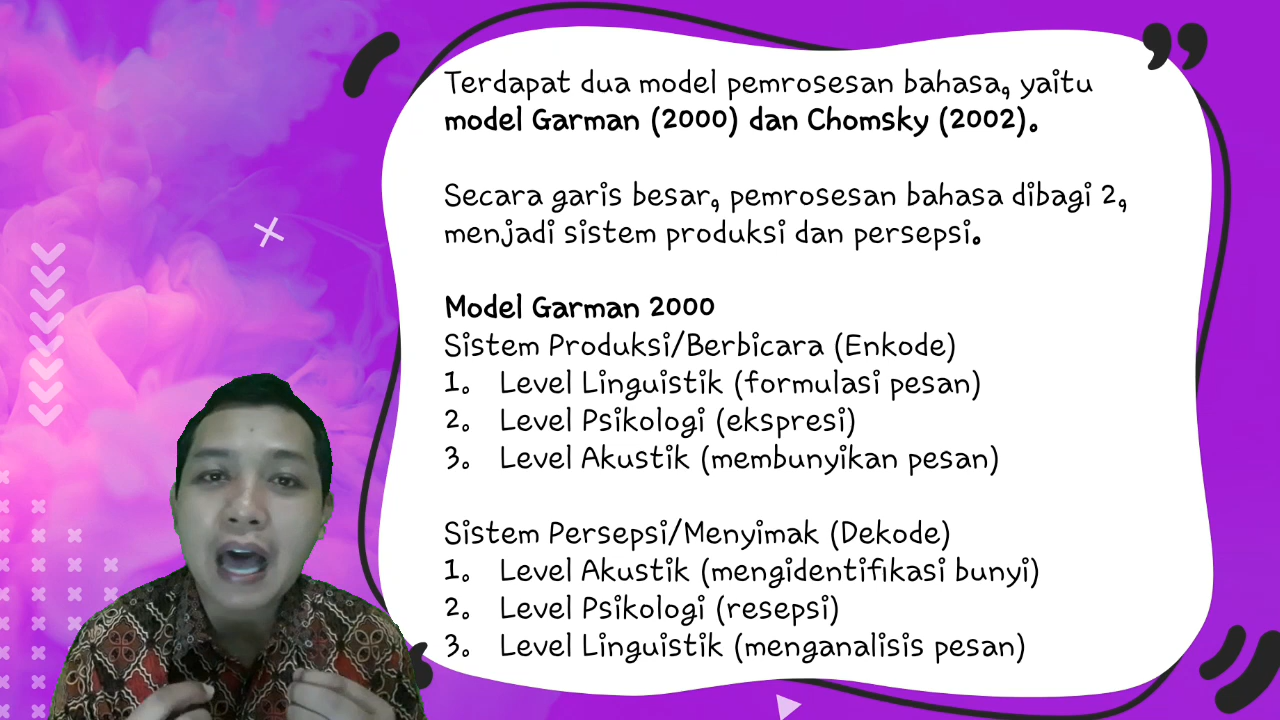 Terdapat dua model pemrosesan bahasa, yaitu
model Garman (2000) dan Chomsky (2002).
Secara garis besar, pemrosesan bahasa dibagi 2,
menjadi sistem produksi dan persepsi.
Model Garman 2000
Sistem Produksi/Berbicara (Enkode)
1. Level Linguistik (formulasi pesan)
2. Level Psikologi (ekspresi)
3. Level Akustik (membunyikan pesan)
Sistem Persepsi/Menyimak (Dekode)
1. Level Akustik (mengidentifikasi bunyi)
2. Level Psikologi (resepsi)
3. Level Linguistik (menganalisis pesan)